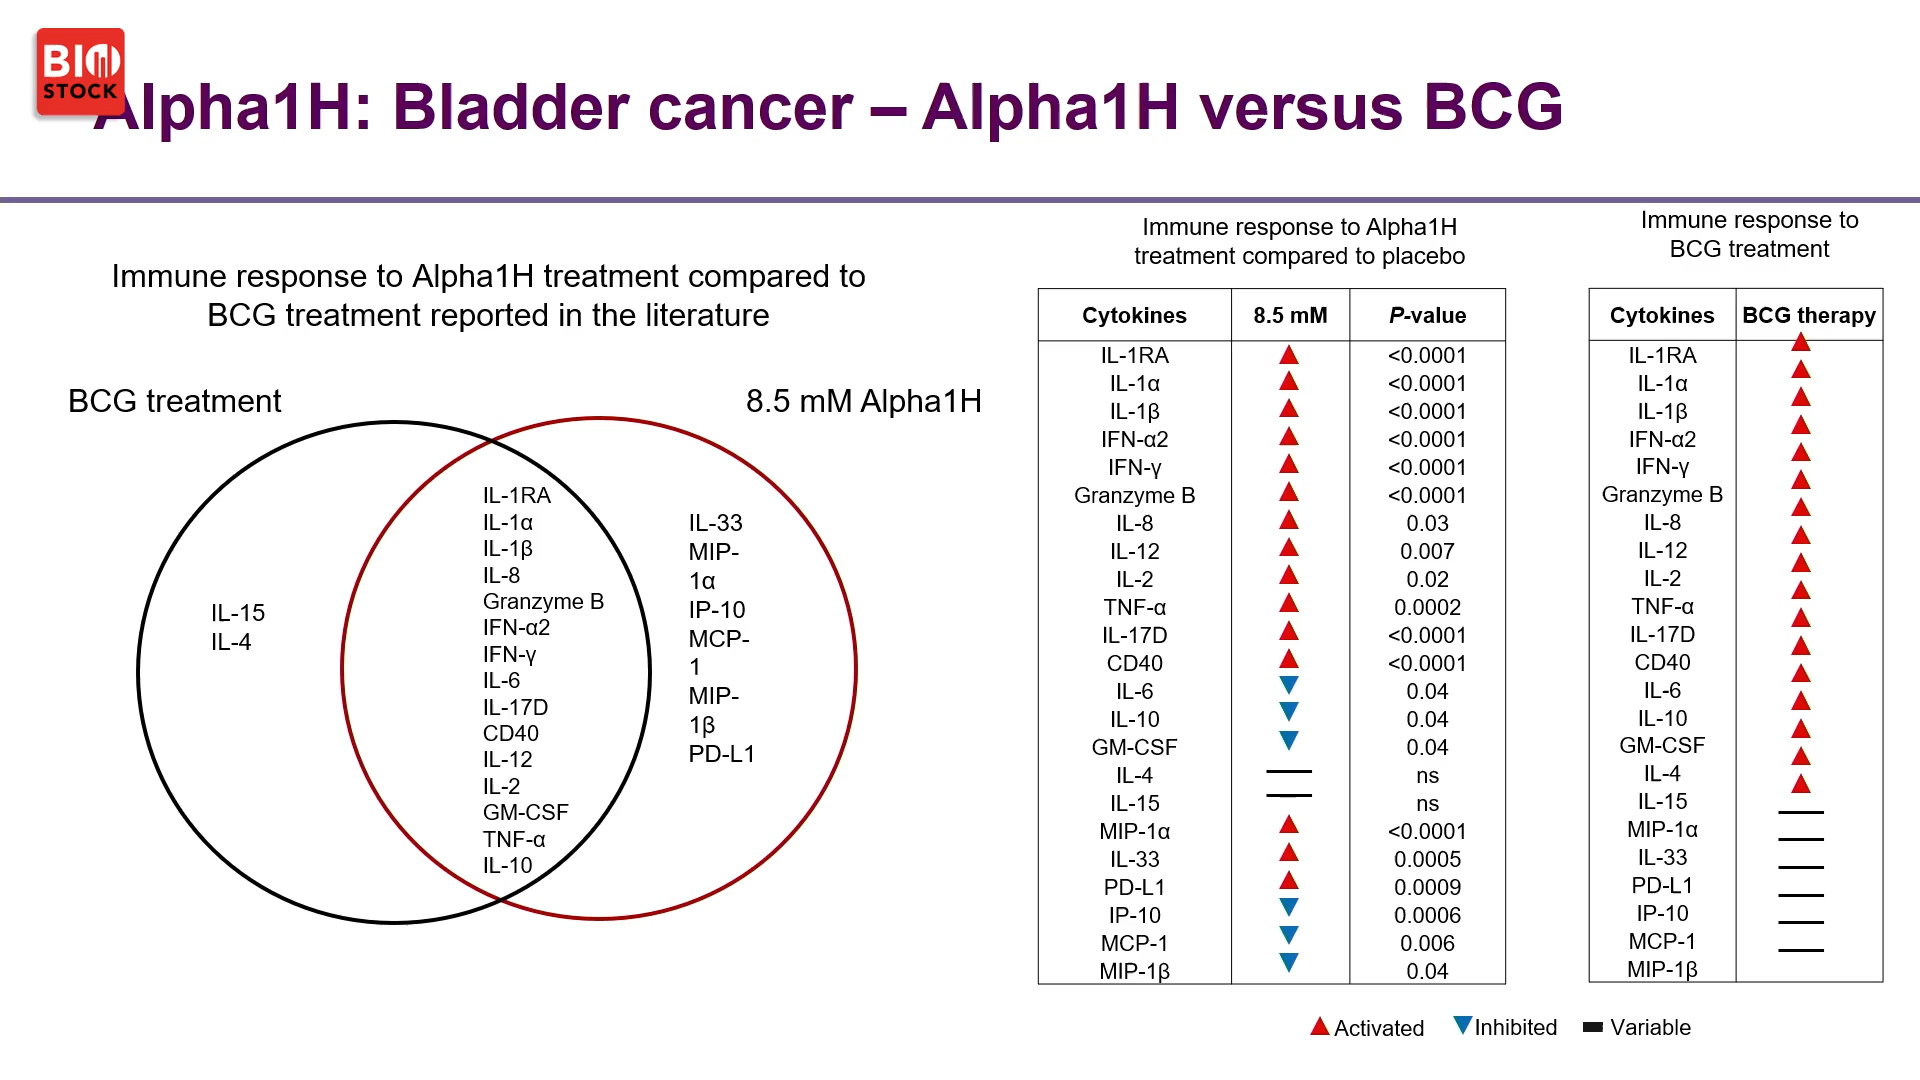 BIO
STOCK
Alpha1H: Bladder cancer – Alpha1H versus BCG
Immune response to Alpha1H treatment compared to
BCG treatment reported in the literature
BCG treatment
8.5 mM Alpha1H
IL-15
IL-4
IL-1RA
IL-1α
IL-1β
IL-8
Granzyme B
IFN-α2
IFN-γ
IL-6
IL-17D
CD40
IL-12
IL-2
GM-CSF
TNF-α
IL-10
IL-33
MIP-
1α
IP-10
MCP-
1
MIP-
1β
PD-L1
Immune response to Alpha1H
treatment compared to placebo
Cytokines 8.5 mM P-value
IL-1RA <0.0001
IL-1α <0.0001
IL-1β <0.0001
IFN-α2 <0.0001
IFN-γ <0.0001
Granzyme B <0.0001
IL-8 0.03
IL-12 0.007
IL-2 0.02
TNF-α 0.0002
IL-17D <0.0001
CD40 <0.0001
IL-6 0.04
IL-10 0.04
GM-CSF 0.04
IL-4 ns
IL-15 ns
MIP-1α <0.0001
IL-33 0.0005
PD-L1 0.0009
IP-10 0.0006
MCP-1 0.006
MIP-1β 0.04
Immune response to
BCG treatment
Cytokines BCG therapy
IL-1RA
IL-1α
IL-1β
IFN-α2
IFN-γ
Granzyme B
IL-8
IL-12
IL-2
TNF-α
IL-17D
CD40
IL-6
IL-10
GM-CSF
IL-4
IL-15
MIP-1α
IL-33
PD-L1
IP-10
MCP-1
MIP-1β
Activated Inhibited Variable